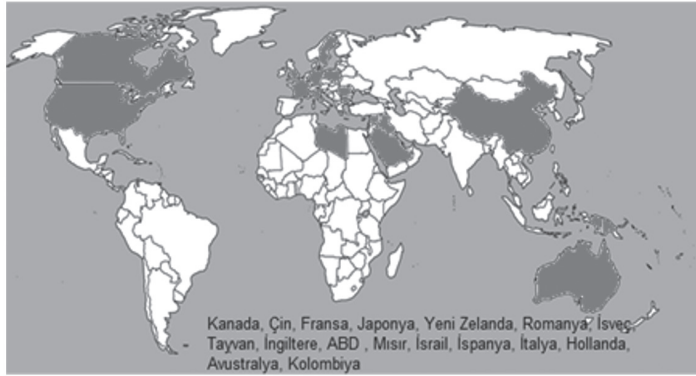 Kanada, Çin, Fransa, Japonya, Yeni Zelanda, Romanya, İsveç,
Tayvan, İngiltere, ABD , Mısır, İsrail, İspanya, İtalya, Hollanda,
Avustralya, Kolombiya